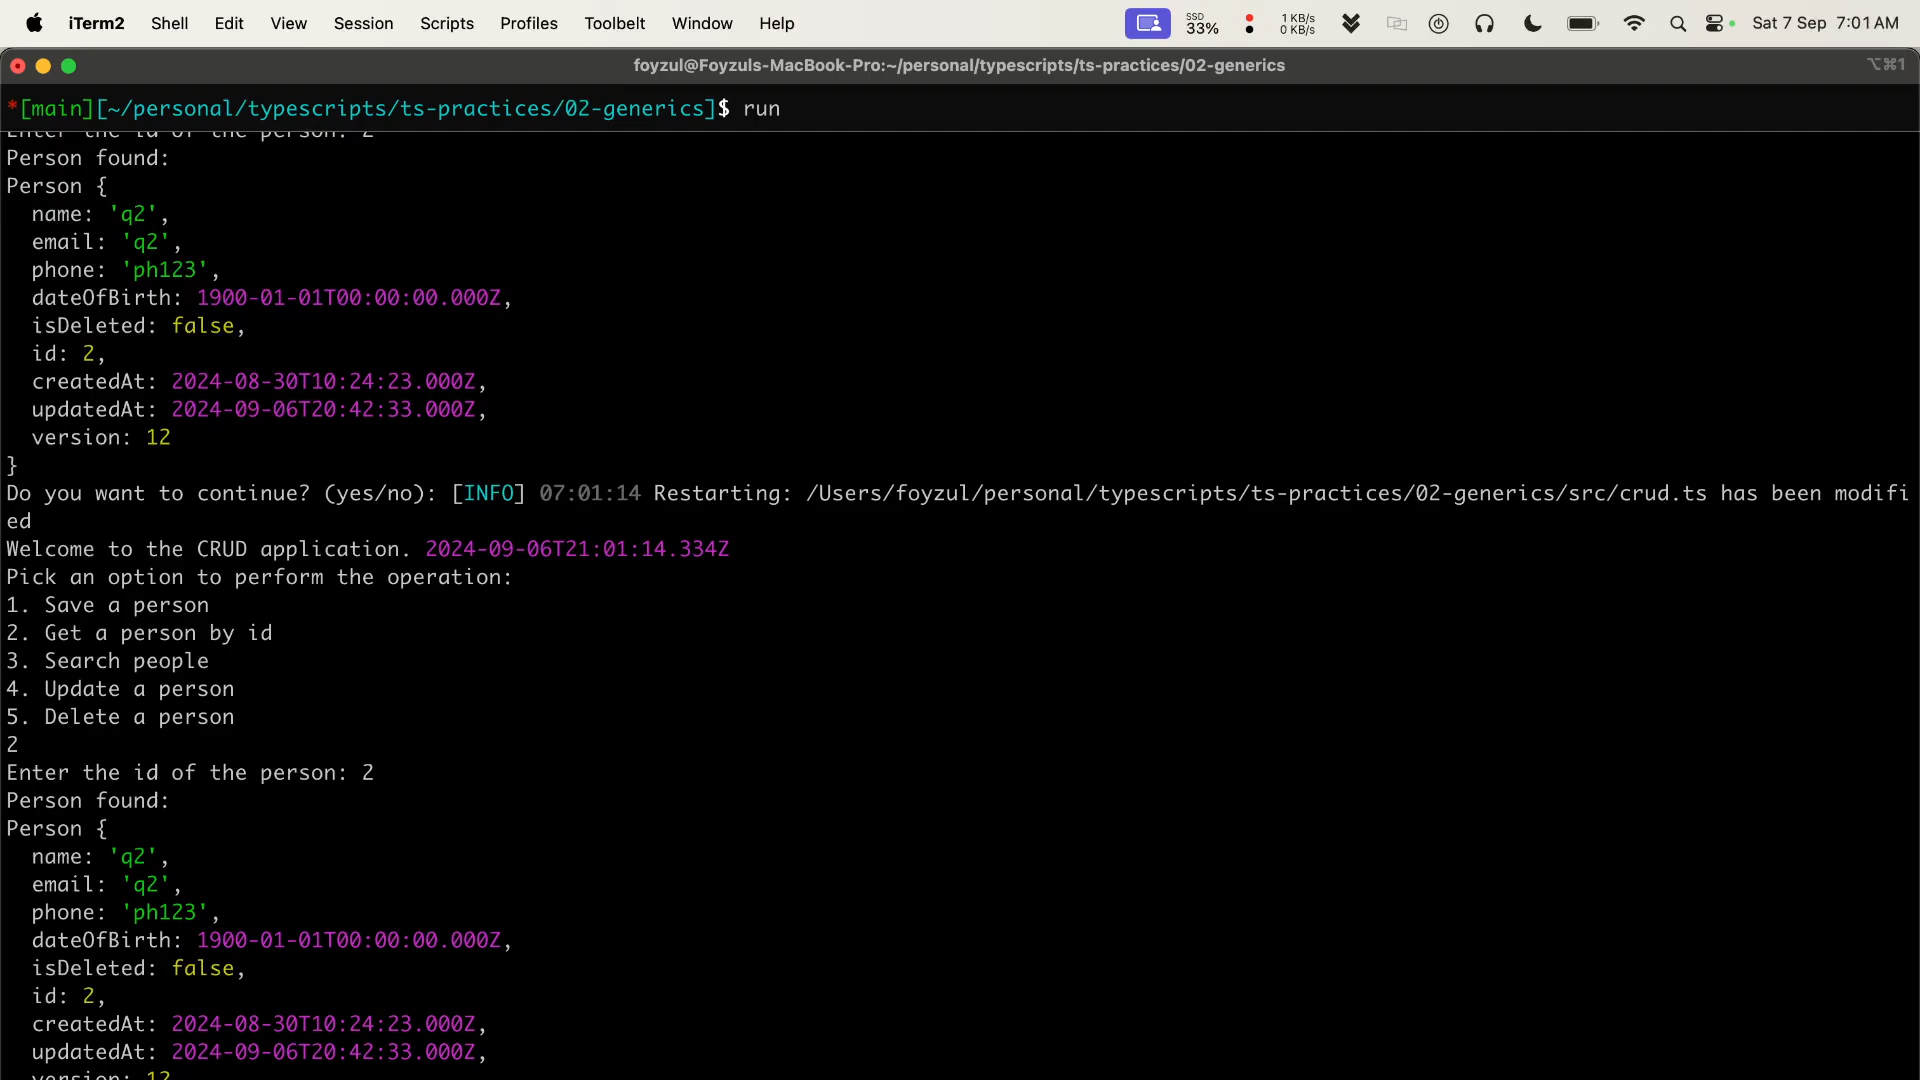 iTerm2 Shell Edit View Session Scripts Profiles Toolbelt Window Help SSD 33% 1 KB/s 0 KB/s Sat 7 Sep 7:01 AM
foyzul@Foyzuls-MacBook-Pro:~/personal/typescripts/ts-practices/02-generics ⌥⌘1
*[main][~/personal/typescripts/ts-practices/02-generics]$ run
Enter the id of the person: 2
Person found:
Person {
  name: 'q2',
  email: 'q2',
  phone: 'ph123',
  dateOfBirth: 1900-01-01T00:00:00.000Z,
  isDeleted: false,
  id: 2,
  createdAt: 2024-08-30T10:24:23.000Z,
  updatedAt: 2024-09-06T20:42:33.000Z,
  version: 12
}
Do you want to continue? (yes/no): [INFO] 07:01:14 Restarting: /Users/foyzul/personal/typescripts/ts-practices/02-generics/src/crud.ts has been modifi
ed
Welcome to the CRUD application. 2024-09-06T21:01:14.334Z
Pick an option to perform the operation:
1. Save a person
2. Get a person by id
3. Search people
4. Update a person
5. Delete a person
2
Enter the id of the person: 2
Person found:
Person {
  name: 'q2',
  email: 'q2',
  phone: 'ph123',
  dateOfBirth: 1900-01-01T00:00:00.000Z,
  isDeleted: false,
  id: 2,
  createdAt: 2024-08-30T10:24:23.000Z,
  updatedAt: 2024-09-06T20:42:33.000Z,
  version: 12